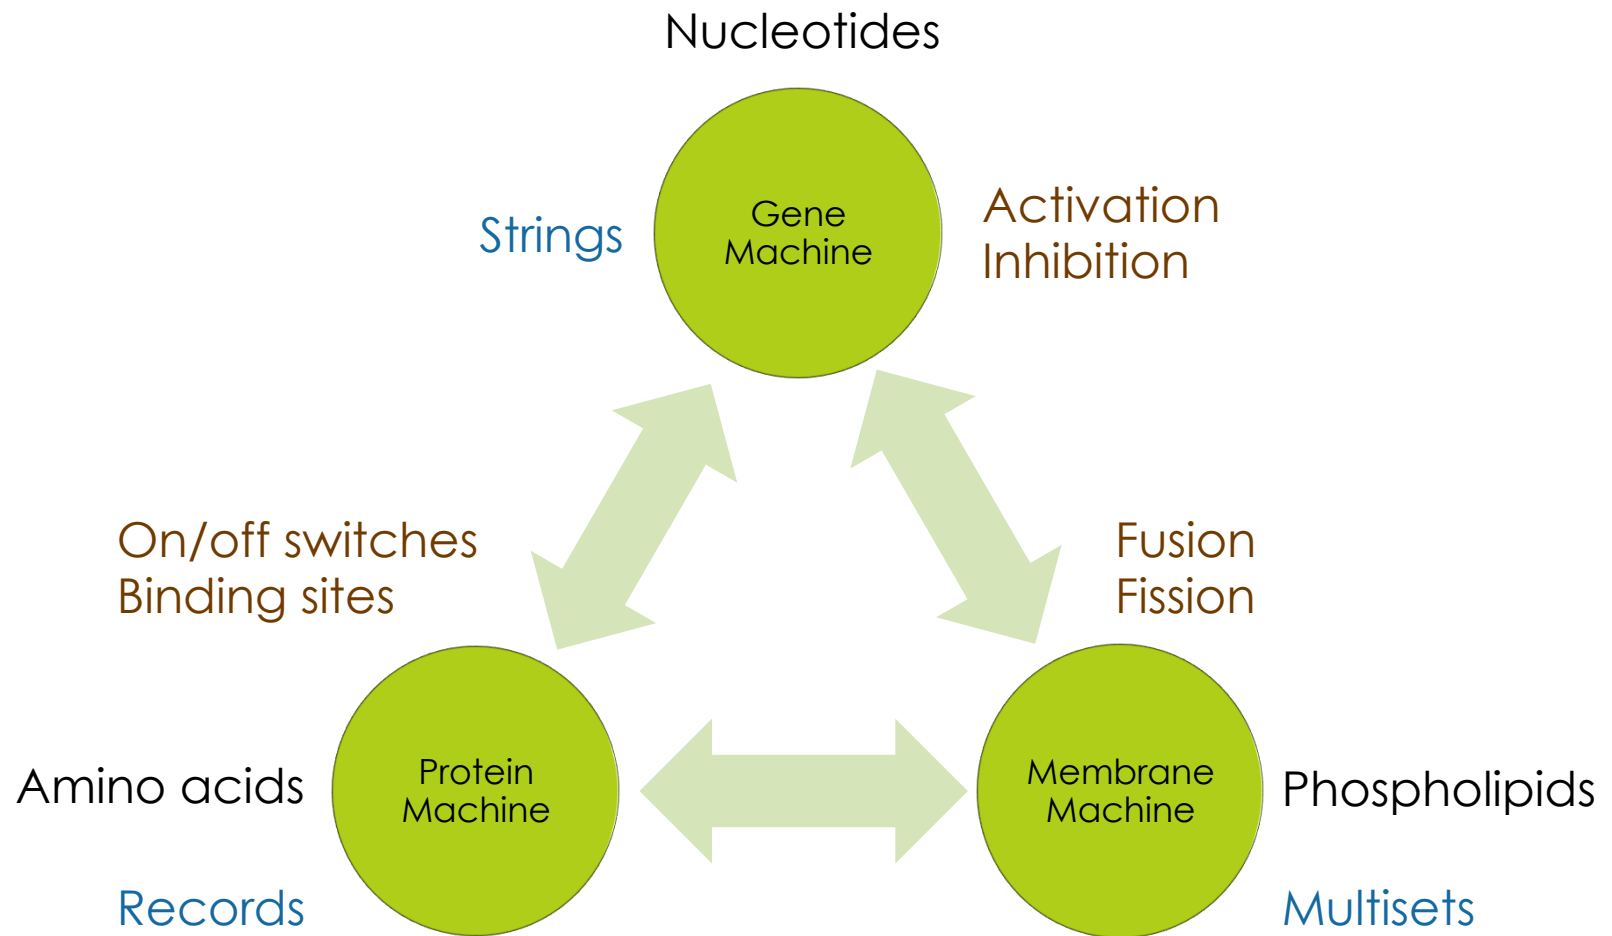 Nucleotides
Strings
Gene
Machine
Activation
Inhibition
On/off switches
Binding sites
Fusion
Fission
Amino acids
Protein
Machine
Membrane
Machine
Phospholipids
Records
Multisets